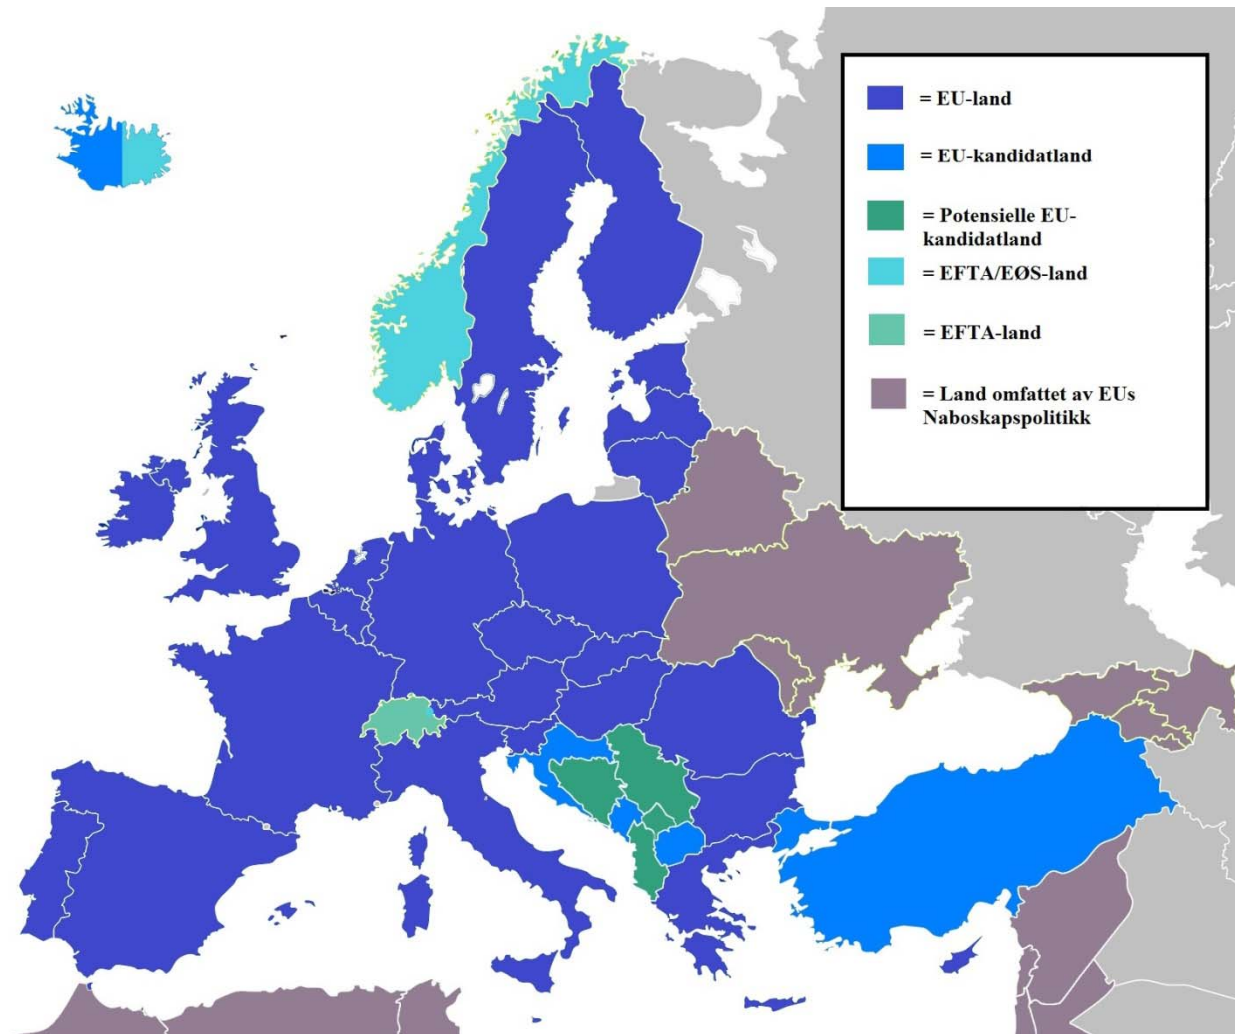 = EU-land
= EU-kandidatland
= Potensielle EU-
kandidatland
= EFTA/EØS-land
= EFTA-land
= Land omfattet av EUs
Naboskapspolitikk